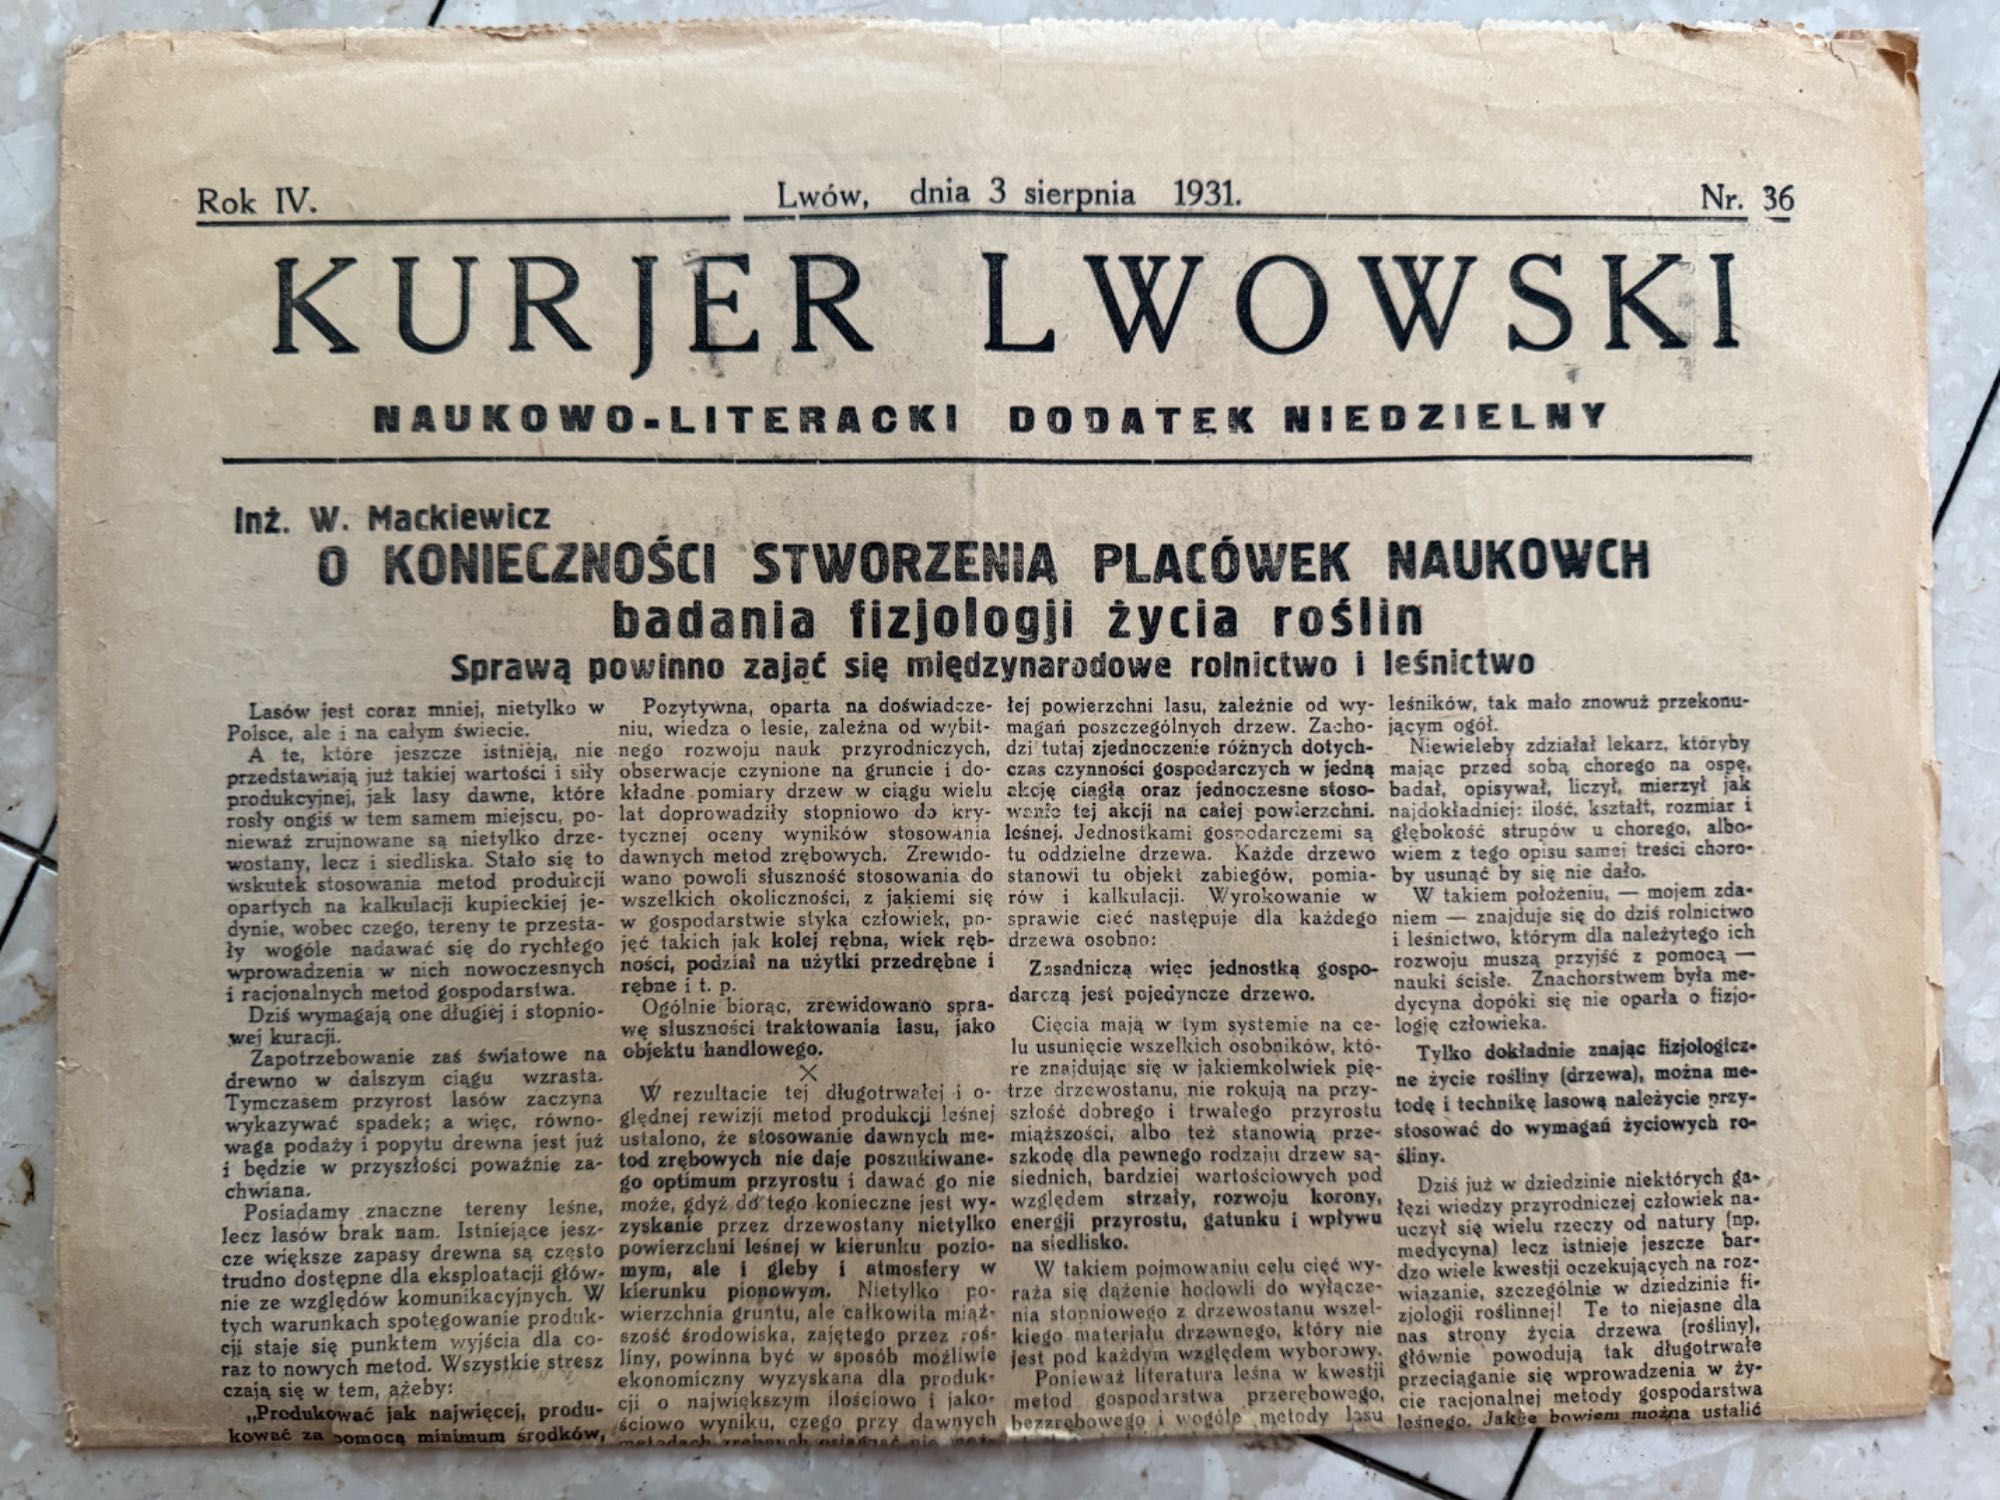 Rok IV.
Lwów, dnia 3 sierpnia 1931.
Nr. 36
KURJER LWOWSKI
NAUKOWO-LITERACKI DODATEK NIEDZIELNY
Inż. W. Mackiewicz
O KONIECZNOŚCI STWORZENIA PLACÓWEK NAUKOWCH
badania fizjologji życia roślin
Sprawą powinno zająć się międzynarodowe rolnictwo i leśnictwo
Lasów jest coraz mniej, nietylko w
Polsce, ale i na całym świecie.
A te, które jeszcze istnieją, nie
przedstawiają już takiej wartości i siły
produkcyjnej, jak lasy dawne, które
rosły ongiś w tem samem miejscu, po-
nieważ zrujnowane są nietylko drze-
wostany, lecz i siedliska. Stało się to
wskutek stosowania metod produkcji
opartych na kalkulacji kupieckiej je-
dynie, wobec czego, tereny te przesta-
ły wogóle nadawać się do rychłego
wprowadzenia w nich nowoczesnych
i racjonalnych metod gospodarstwa.
Dziś wymagają one długiej i stopnio-
wej kuracji.
Zapotrzebowanie zaś światowe na
drewno w dalszym ciągu wzrasta.
Tymczasem przyrost lasów zaczyna
wykazywać spadek; a więc, równo-
waga podaży i popytu drewna jest już
i będzie w przyszłości poważnie za-
chwiana.
Posiadamy znaczne tereny leśne,
lecz lasów brak nam. Istniejące jesz-
cze większe zapasy drewna są często
trudno dostępne dla eksploatacji głów-
nie ze względów komunikacyjnych. W
tych warunkach spotęgowanie produk-
cji staje się punktem wyjścia dla co-
raz to nowych metod. Wszystkie stresz
czają się w tem, ażeby:
„Produkować jak najwięcej, produ-
kować za pomocą minimum środków,
Pozytywna, oparta na doświadcze-
niu, wiedza o lesie, zależna od wybit-
nego rozwoju nauk przyrodniczych,
obserwacje czynione na gruncie i do-
kładne pomiary drzew w ciągu wielu
lat doprowadziły stopniowo do kry-
tycznej oceny wyników stosowania
dawnych metod zrębowych. Zrewido-
wano powoli słuszność stosowania do
wszelkich okoliczności, z jakiemi się
w gospodarstwie styka człowiek, po-
jęć takich jak kolej rębna, wiek ręb-
ności, podział na użytki przedrębne i
rębne i t. p.
Ogólnie biorąc, zrewidowano spra-
wę słuszności traktowania lasu, jako
objektu handlowego.
W rezultacie tej długotrwałej i o-
ględnej rewizji metod produkcji leśnej
ustalono, że stosowanie dawnych me-
tod zrębowych nie daje poszukiwane-
go optimum przyrostu i dawać go nie
może, gdyż do tego konieczne jest wy-
zyskanie przez drzewostany nietylko
powierzchni leśnej w kierunku pozio-
mym, ale i gleby i atmosfery w
kierunku pionowym. Nietylko po-
wierzchnia gruntu, ale całkowita miąż-
szość środowiska, zajętego przez roś-
liny, powinna być w sposób możliwie
ekonomiczny wyzyskana dla produk-
cji o największym ilościowo i jako-
ściowo wyniku, czego przy dawnych
metodach zrębnych osiągnąć nie
łej powierzchni lasu, zależnie od wy-
magań poszczególnych drzew. Zacho-
dzi tutaj zjednoczenie różnych dotych-
czas czynności gospodarczych w jedną
akcję ciągłą oraz jednoczesne stoso-
wanie tej akcji na całej powierzchni.
leśnej. Jednostkami gospodarczemi są
tu oddzielne drzewa. Każde drzewo
stanowi tu objekt zabiegów, pomia-
rów i kalkulacji. Wyrokowanie w
sprawie cięć następuje dla każdego
drzewa osobno:
Zasadniczą więc jednostką gospo-
darczą jest pojedyncze drzewo.
Cięcia mają w tym systemie na ce-
lu usunięcie wszelkich osobników, któ-
re znajdując się w jakiemkolwiek pię-
trze drzewostanu, nie rokują na przy-
szłość dobrego i trwałego przyrostu
miąższości, albo też stanowią prze-
szkodę dla pewnego rodzaju drzew są-
siednich, bardziej wartościowych pod
względem strzały, rozwoju korony,
energji przyrostu, gatunku i wpływu
na siedlisko.
W takiem pojmowaniu celu cięć wy-
raża się dążenie hodowli do wyłącze-
nia stopniowego z drzewostanu wszel-
kiego materjału drzewnego, który nie
jest pod każdym względem wyborowy.
Ponieważ literatura leśna w kwestji
metod gospodarstwa przerębowego,
bezzrębowego i wogóle metody lasu
leśników, tak mało znowuż przekonu-
jącym ogół.
Niewieleby zdziałał lekarz, któryby
mając przed sobą chorego na ospę,
badał, opisywał, liczył, mierzył jak
najdokładniej: ilość, kształt, rozmiar i
głębokość strupów u chorego, albo-
wiem z tego opisu samej treści choro-
by usunąć by się nie dało.
W takiem położeniu, — mojem zda-
niem — znajduje się do dziś rolnictwo
i leśnictwo, którym dla należytego ich
rozwoju muszą przyjść z pomocą —
nauki ścisłe. Znachorstwem była me-
dycyna dopóki się nie oparła o fizjo-
logję człowieka.
Tylko dokładnie znając fizjologicz-
ne życie rośliny (drzewa), można me-
todę i technikę lasową należycie przy-
stosować do wymagań życiowych ro-
śliny.
Dziś już w dziedzinie niektórych ga-
łęzi wiedzy przyrodniczej człowiek na-
uczył się wielu rzeczy od natury (np.
medycyna) lecz istnieje jeszcze bar-
dzo wiele kwestji oczekujących na roz-
wiązanie, szczególnie w dziedzinie fi-
zjologji roślinnej! Te to niejasne dla
nas strony życia drzewa (rośliny),
głównie powodują tak długotrwałe
przeciąganie się wprowadzenia w ży-
cie racjonalnej metody gospodarstwa
leśnego. Jakże bowiem można ustalić